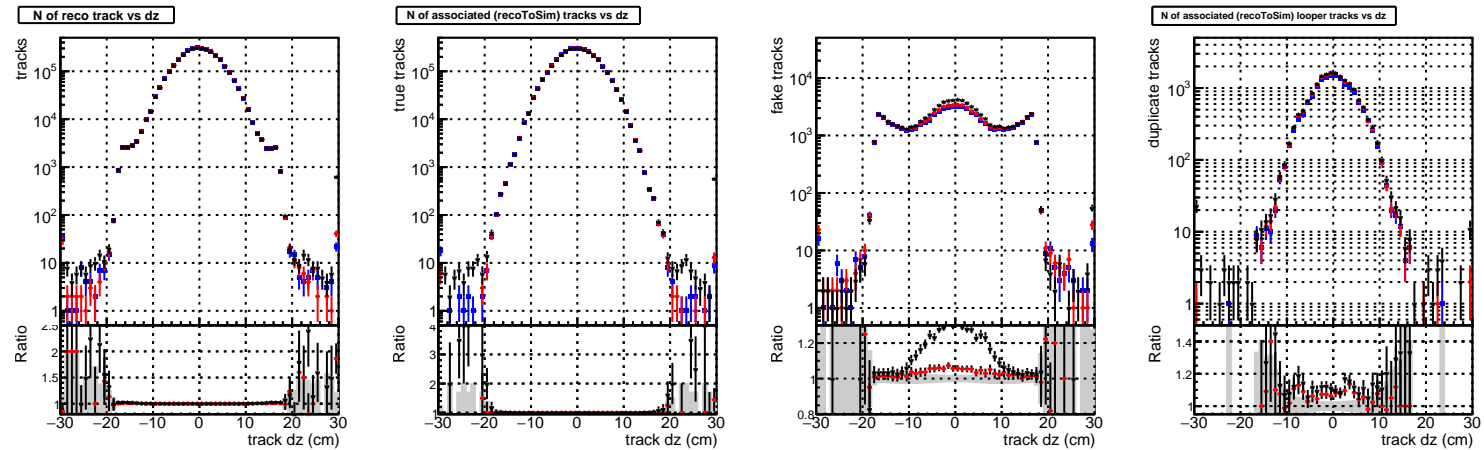 N of reco track vs dz
tracks
10^5
10^4
10^3
10^2
10
1
Ratio
2.5
2
1.5
1
−30 −20 −10 0 10 20 30
track dz (cm)
N of associated (recoToSim) tracks vs dz
true tracks
10^5
10^4
10^3
10^2
10
1
Ratio
4
3
2
1
−30 −20 −10 0 10 20 30
track dz (cm)
fake tracks
10^4
10^3
10^2
10
1
Ratio
1.2
1
0.8
−30 −20 −10 0 10 20 30
track dz (cm)
N of associated (recoToSim) looper tracks vs dz
duplicate tracks
10^3
10^2
10
1
Ratio
1.4
1.2
1
−30 −20 −10 0 10 20 30
track dz (cm)